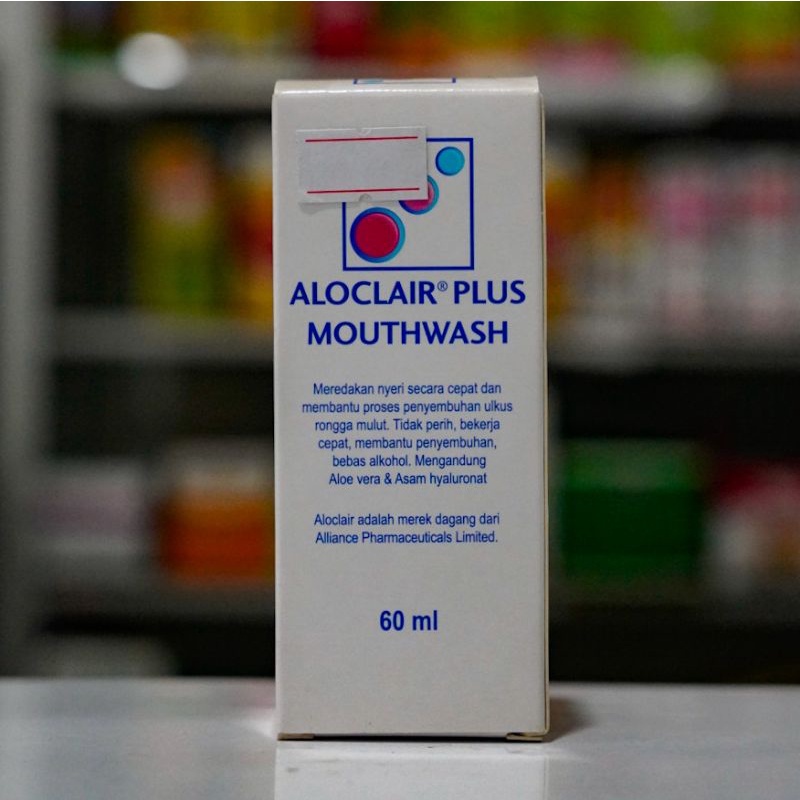 ALOCLAIR® PLUS
MOUTHWASH
Meredakan nyeri secara cepat dan
membantu proses penyembuhan ulkus
rongga mulut. Tidak perih, bekerja
cepat, membantu penyembuhan,
bebas alkohol. Mengandung
Aloe vera & Asam hyaluronat
Aloclair adalah merek dagang dari
Alliance Pharmaceuticals Limited.
60 ml